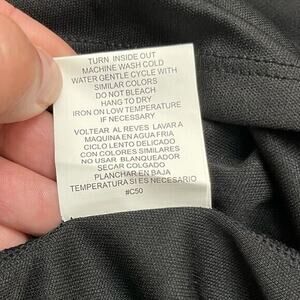 TURN INSIDE OUT
MACHINE WASH COLD
WATER GENTLE CYCLE WITH
SIMILAR COLORS
DO NOT BLEACH
HANG TO DRY
IRON ON LOW TEMPERATURE
IF NECESSARY
VOLTEAR AL REVES LAVAR A
MAQUINA EN AGUA FRIA
CICLO LENTO DELICADO
CON COLORES SIMILARES
NO USAR BLANQUEADOR
SECAR COLGADO
PLANCHAR EN BAJA
TEMPERATURA SI ES NECESARIO
#C50